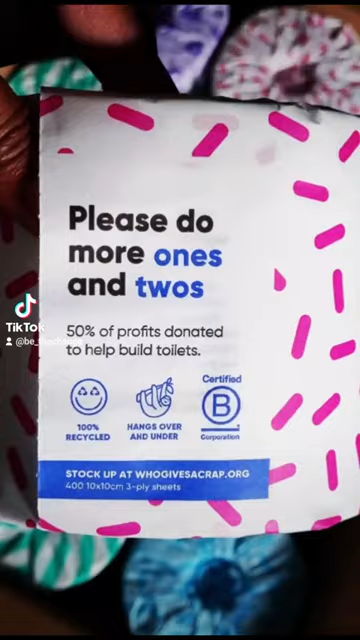 Please do
more ones
and twos
50% of profits donated
to help build toilets.
100%
RECYCLED
HANGS OVER
AND UNDER
Certified
B
Corporation
STOCK UP AT WHOGIVESACRAP.ORG
400 10x10cm 3-ply sheets
TikTok